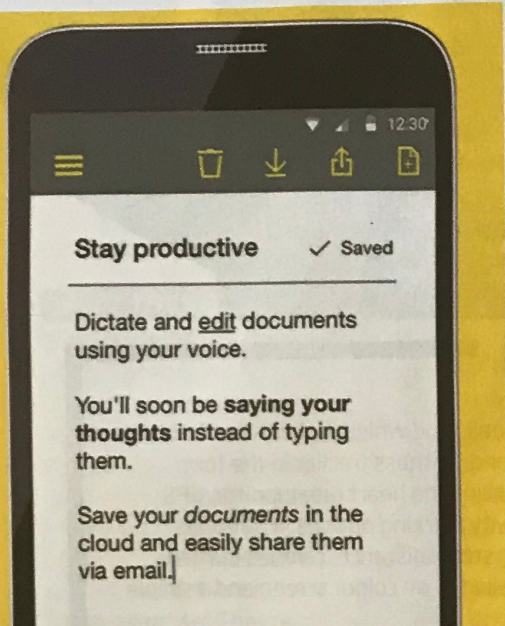 12:30
Stay productive ✓ Saved
Dictate and edit documents
using your voice.
You'll soon be saying your
thoughts instead of typing
them.
Save your documents in the
cloud and easily share them
via email.